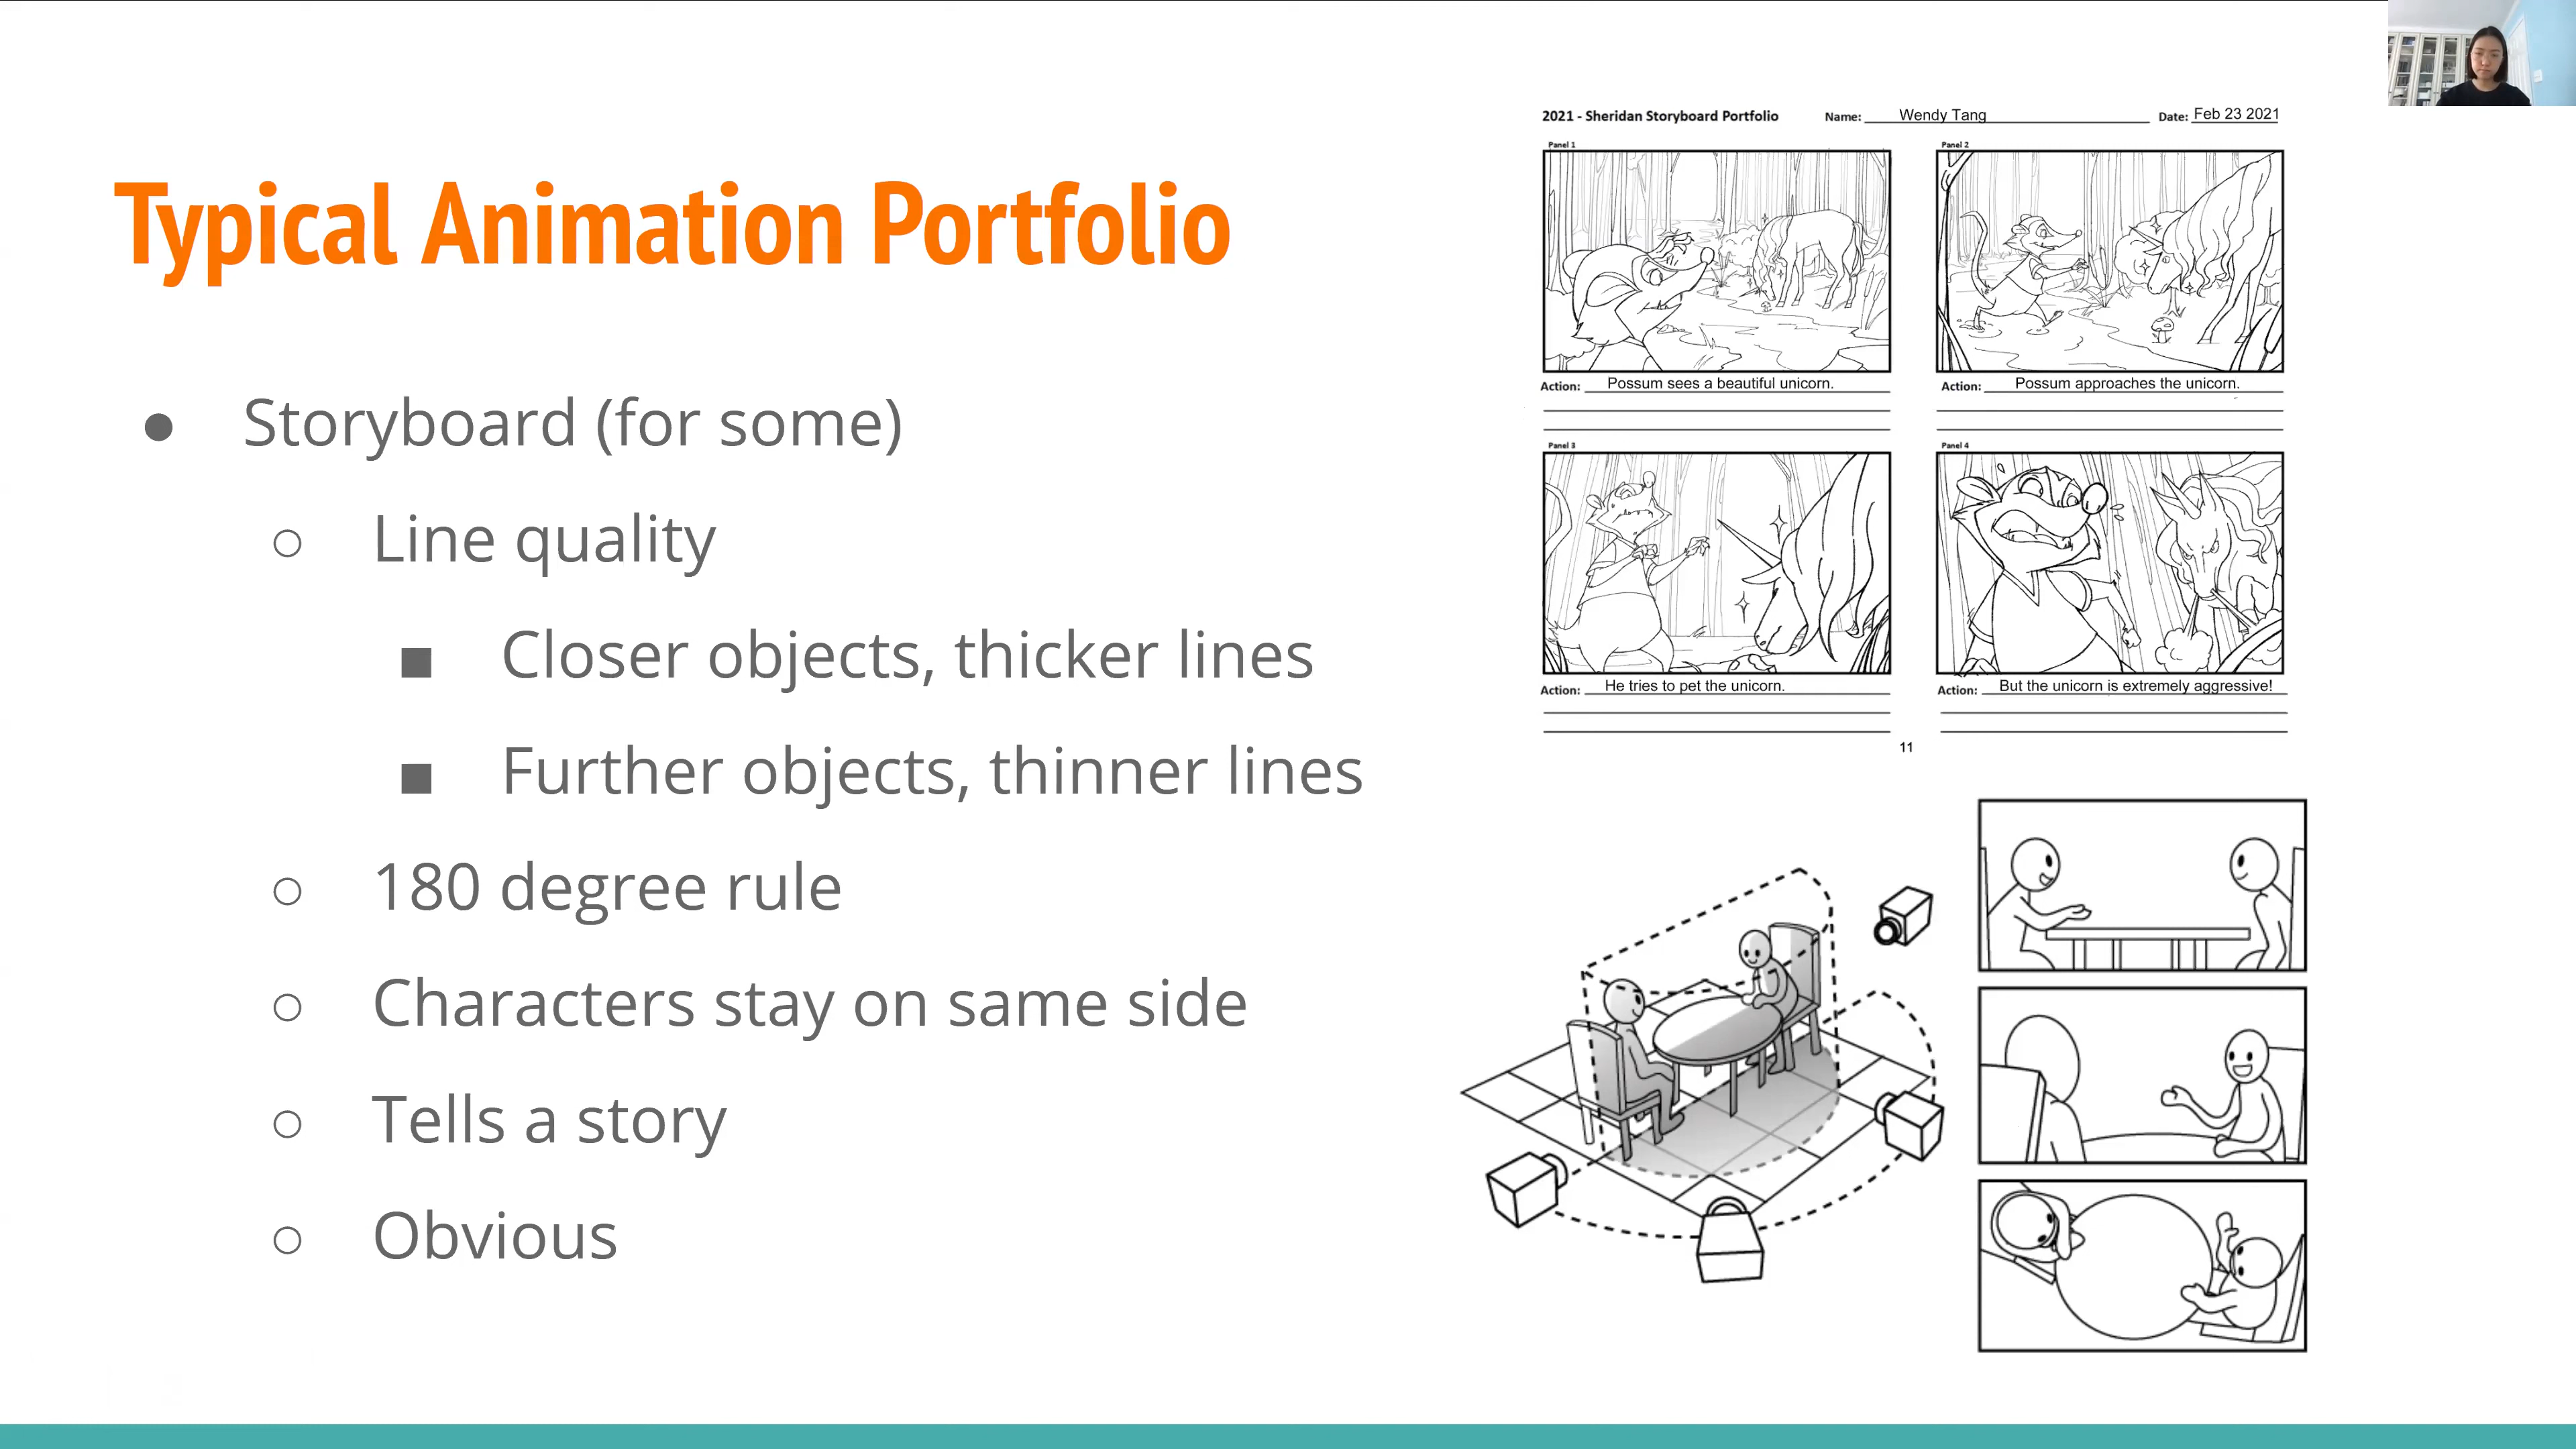 Typical Animation Portfolio
● Storyboard (for some)
○ Line quality
■ Closer objects, thicker lines
■ Further objects, thinner lines
○ 180 degree rule
○ Characters stay on same side
○ Tells a story
○ Obvious
2021 - Sheridan Storyboard Portfolio Name: Wendy Tang Date: Feb 23 2021
Panel 1
Action: Possum sees a beautiful unicorn.
Panel 2
Action: Possum approaches the unicorn.
Panel 3
Action: He tries to pet the unicorn.
Panel 4
Action: But the unicorn is extremely aggressive!
11